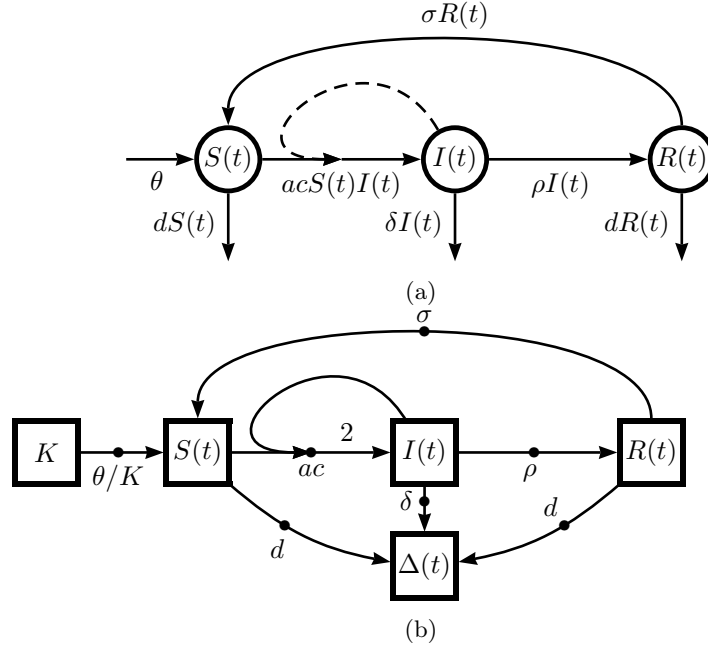 σR(t)
S(t) I(t) R(t)
θ acS(t)I(t) ρI(t)
dS(t) δI(t) dR(t)
(a)
σ
2
K S(t) I(t) R(t)
θ/K ac ρ
δ
d d
Δ(t)
(b)